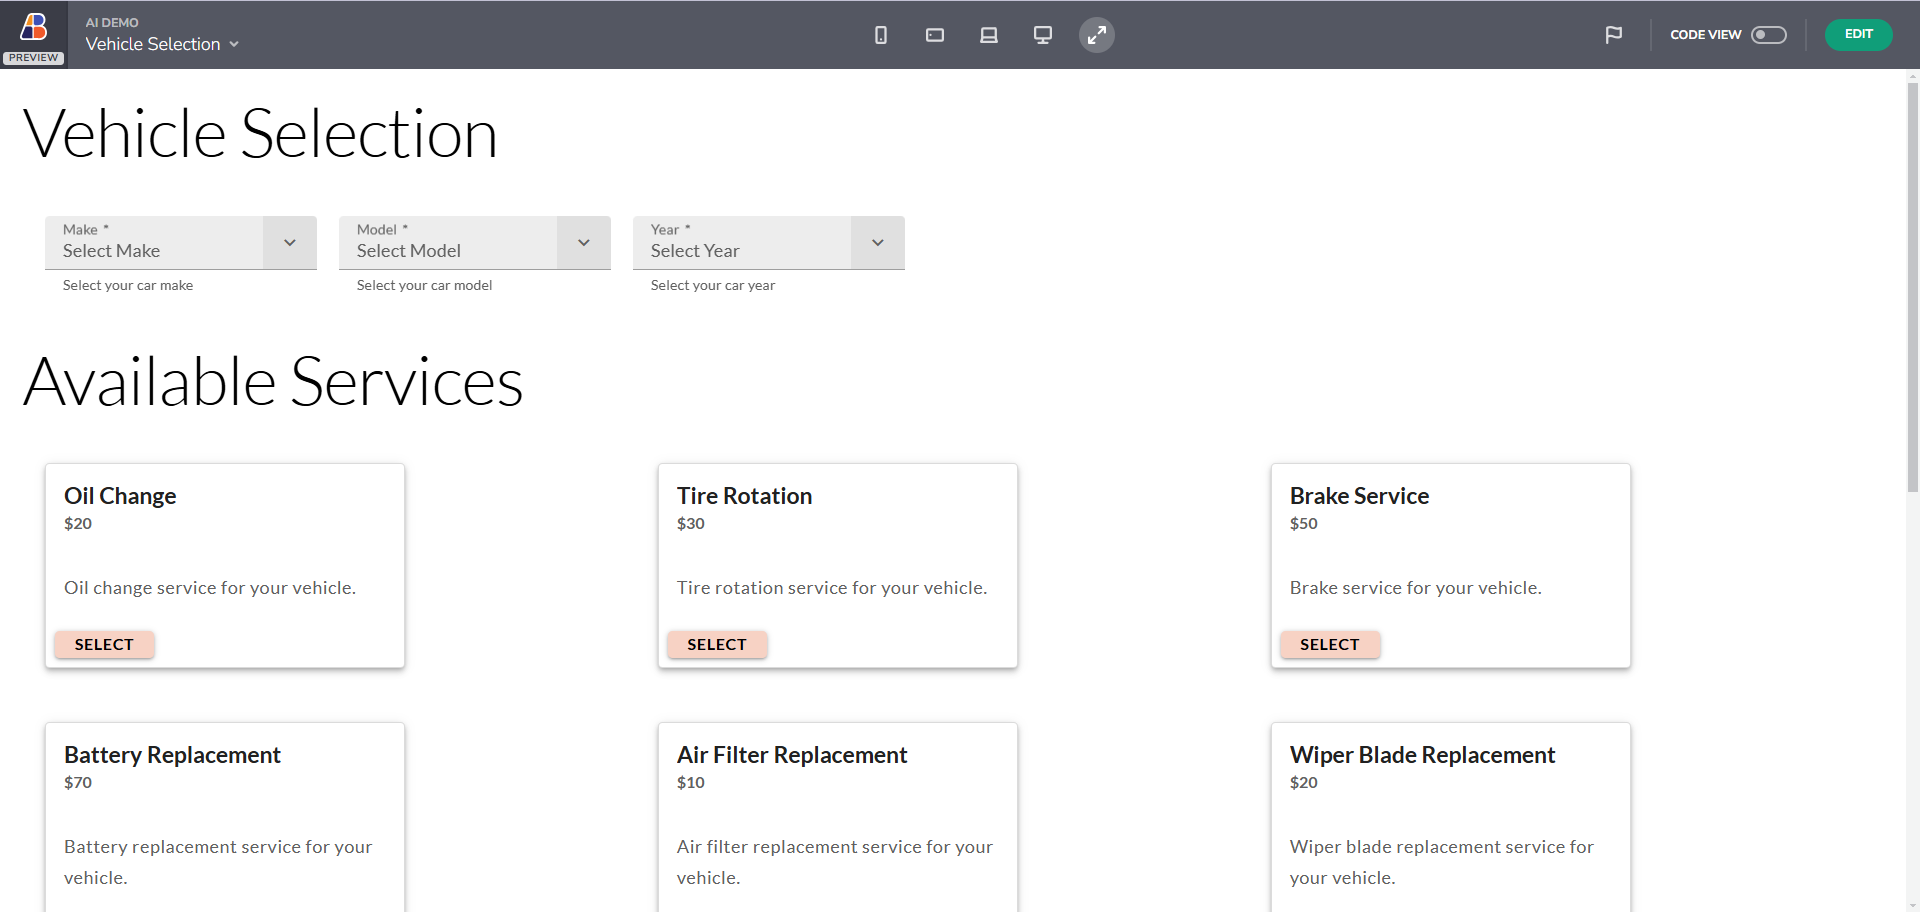 AI DEMO
PREVIEW
Vehicle Selection
CODE VIEW
EDIT
Vehicle Selection
Make *
Select Make
Select your car make
Model *
Select Model
Select your car model
Year *
Select Year
Select your car year
Available Services
Oil Change
$20
Oil change service for your vehicle.
SELECT
Tire Rotation
$30
Tire rotation service for your vehicle.
SELECT
Brake Service
$50
Brake service for your vehicle.
SELECT
Battery Replacement
$70
Battery replacement service for your
vehicle.
Air Filter Replacement
$10
Air filter replacement service for your
vehicle.
Wiper Blade Replacement
$20
Wiper blade replacement service for
your vehicle.